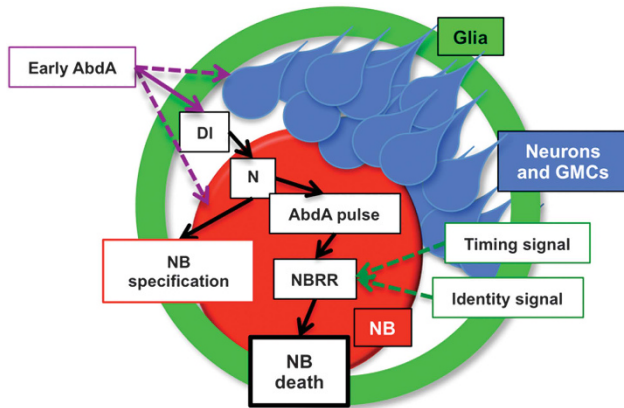 Glia
Early AbdA
Dl
Neurons
and GMCs
N
AbdA pulse
NB
specification
Timing signal
NBRR
Identity signal
NB
NB
death